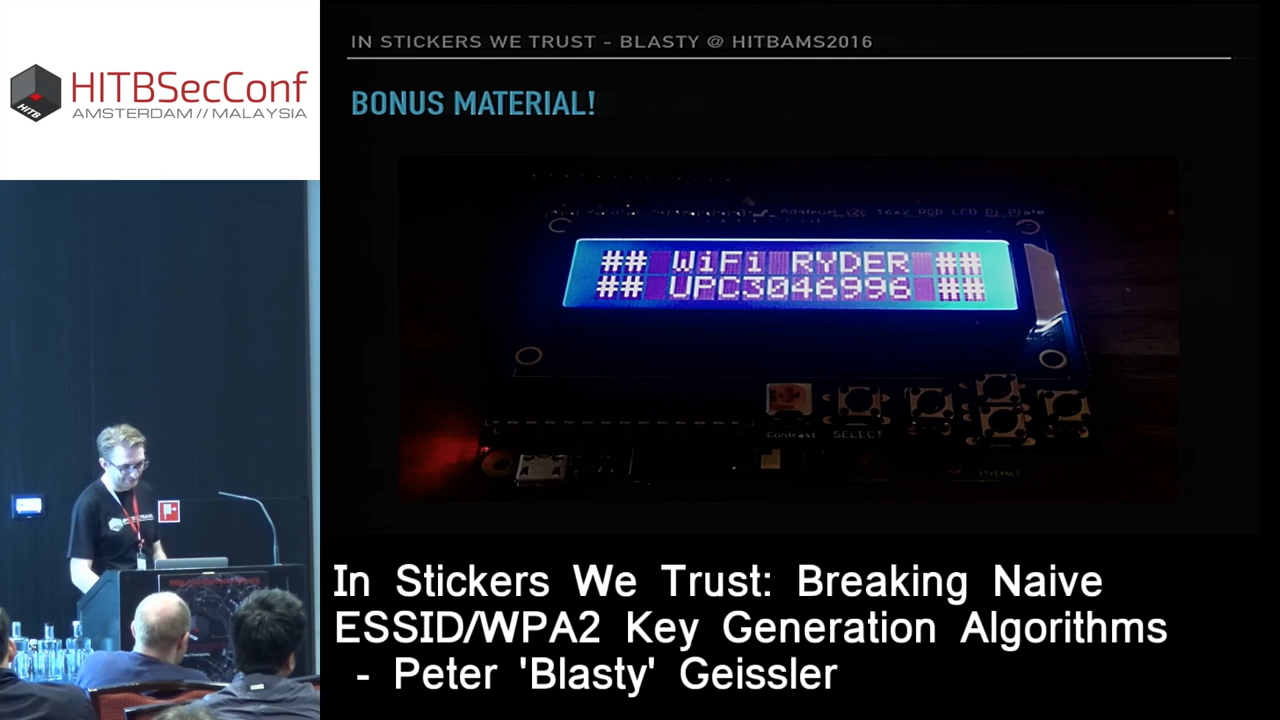 HITBSecConf
AMSTERDAM // MALAYSIA
HITB
IN STICKERS WE TRUST - BLASTY @ HITBAMS2016
BONUS MATERIAL!
## WiFi RYDER ##
## UPC3046996 ##
Contrast SELECT
In Stickers We Trust: Breaking Naive
ESSID/WPA2 Key Generation Algorithms
- Peter 'Blasty' Geissler